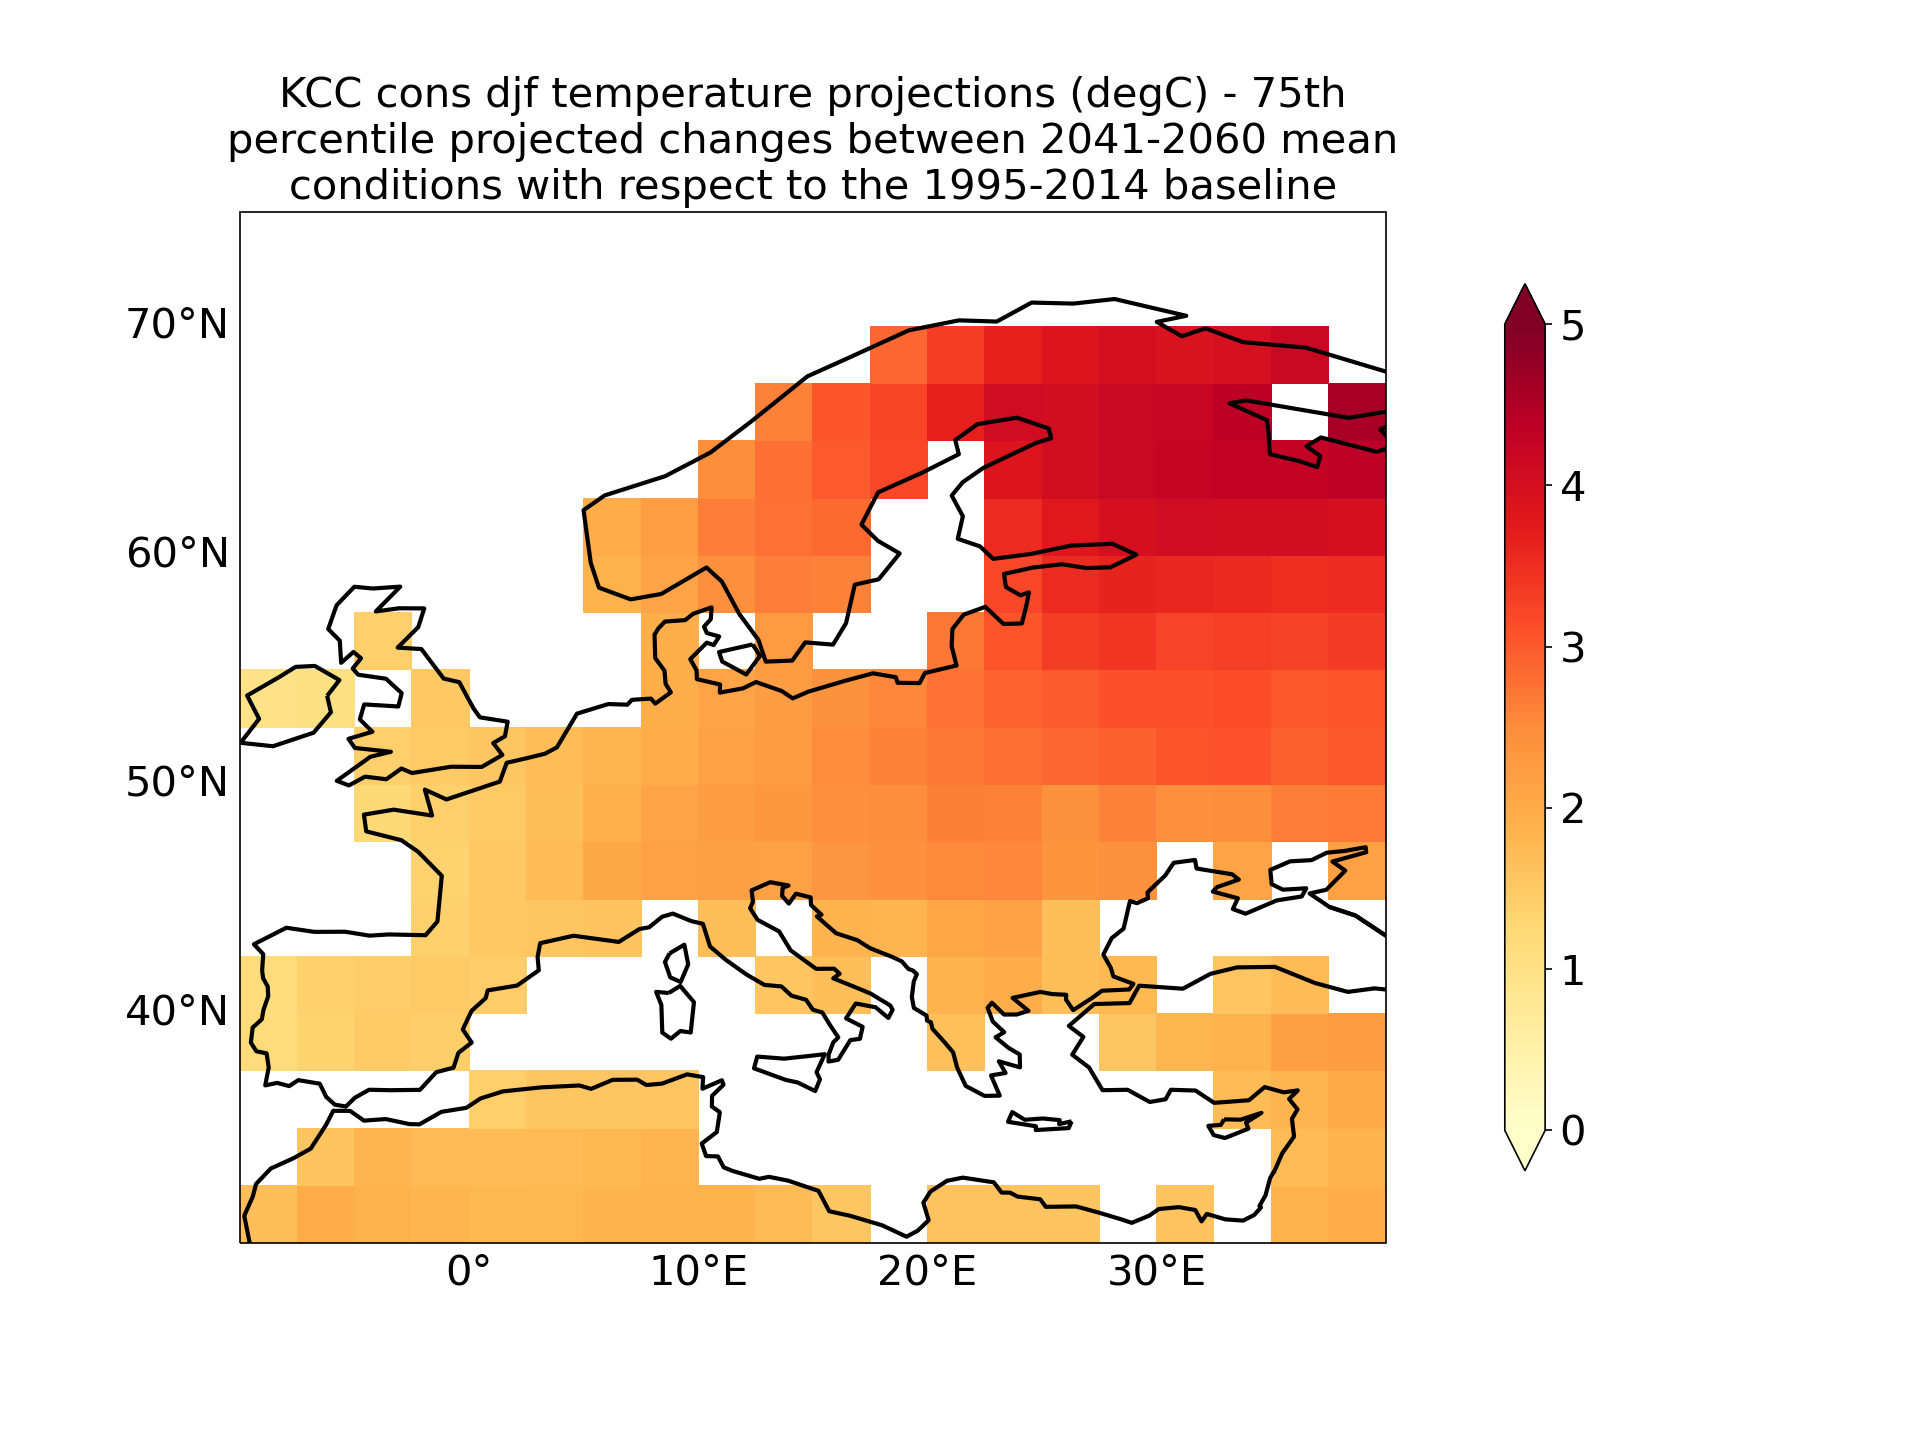 KCC cons djf temperature projections (degC) - 75th
percentile projected changes between 2041-2060 mean
conditions with respect to the 1995-2014 baseline
70°N
60°N
50°N
40°N
0°
10°E
20°E
30°E
5
4
3
2
1
0